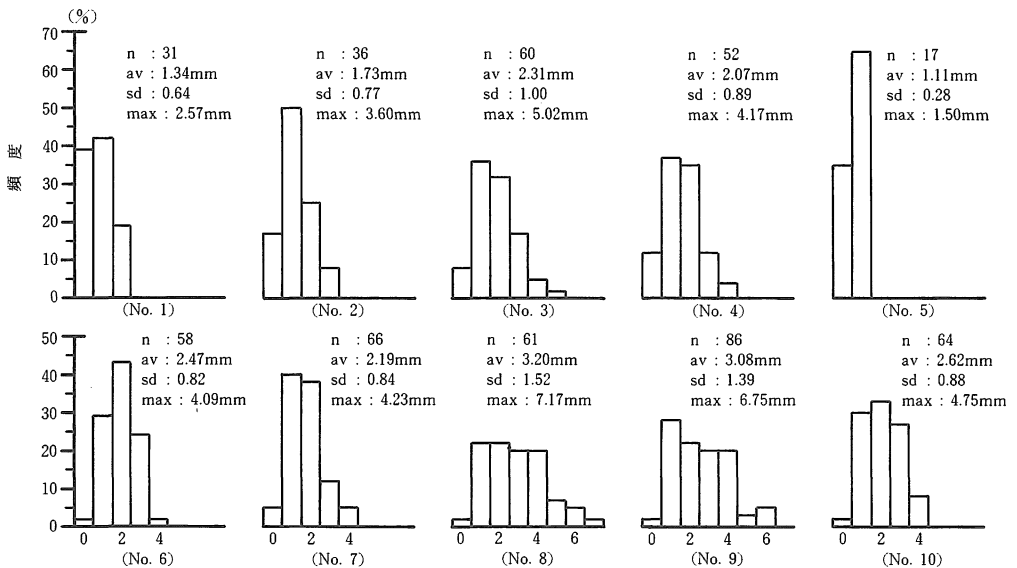 (%)
70
60
50
40
30
20
10
0
頻度
n : 31
av : 1.34mm
sd : 0.64
max : 2.57mm
(No. 1)
n : 36
av : 1.73mm
sd : 0.77
max : 3.60mm
(No. 2)
n : 60
av : 2.31mm
sd : 1.00
max : 5.02mm
(No. 3)
n : 52
av : 2.07mm
sd : 0.89
max : 4.17mm
(No. 4)
n : 17
av : 1.11mm
sd : 0.28
max : 1.50mm
(No. 5)
50
40
30
20
10
0
n : 58
av : 2.47mm
sd : 0.82
max : 4.09mm
0 2 4
(No. 6)
n : 66
av : 2.19mm
sd : 0.84
max : 4.23mm
0 2 4
(No. 7)
n : 61
av : 3.20mm
sd : 1.52
max : 7.17mm
0 2 4 6
(No. 8)
n : 86
av : 3.08mm
sd : 1.39
max : 6.75mm
0 2 4 6
(No. 9)
n : 64
av : 2.62mm
sd : 0.88
max : 4.75mm
0 2 4
(No. 10)